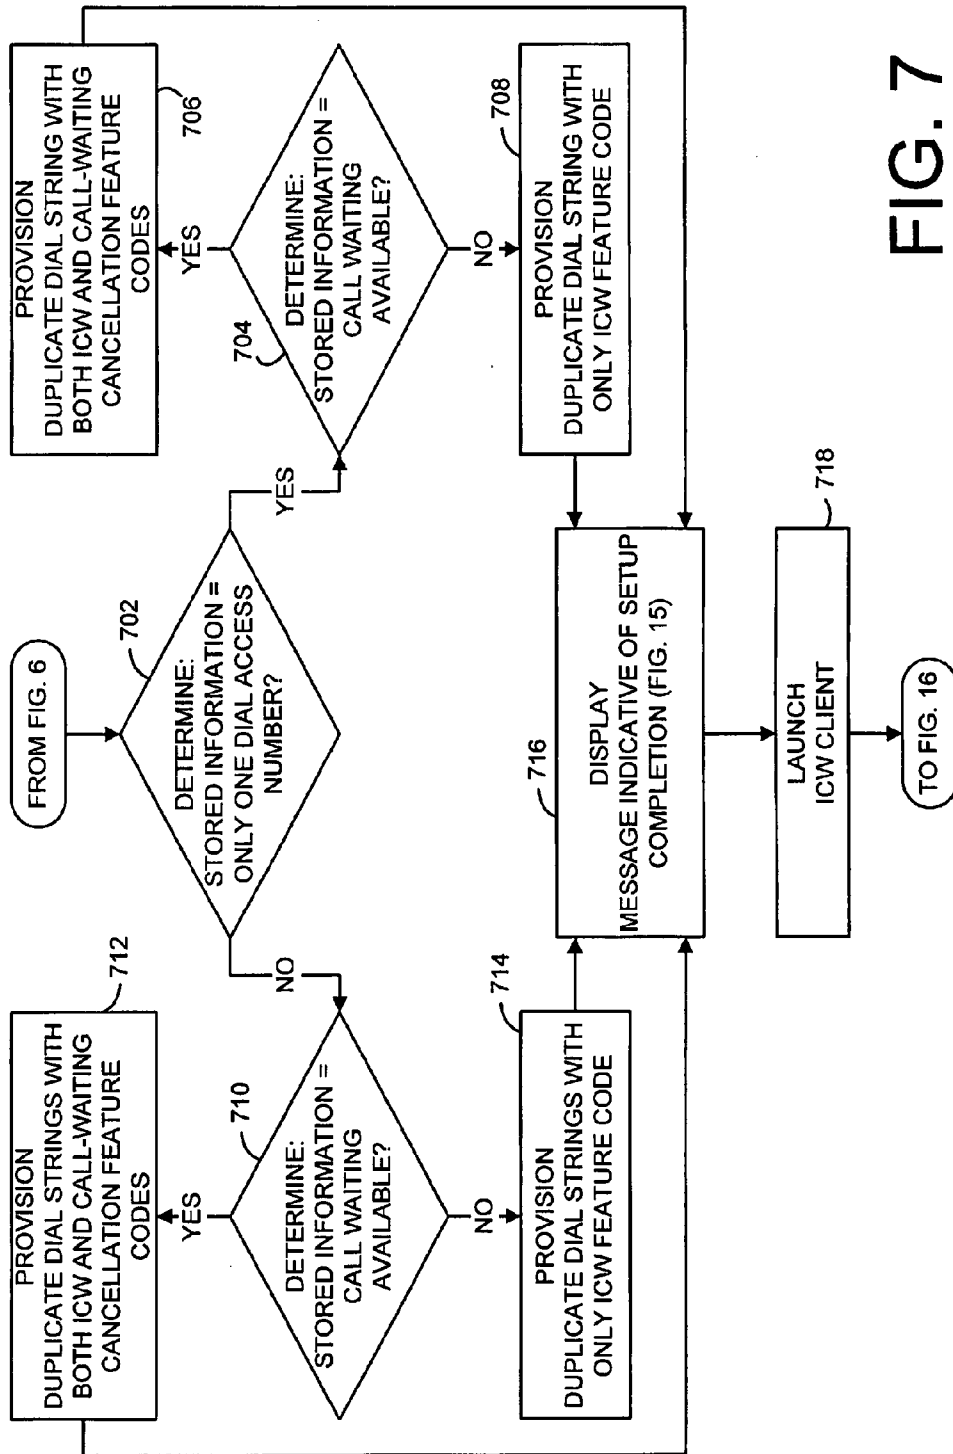 FROM FIG. 6
702
DETERMINE:
STORED INFORMATION =
ONLY ONE DIAL ACCESS
NUMBER?
NO
YES
712
PROVISION
DUPLICATE DIAL STRINGS WITH
BOTH ICW AND CALL-WAITING
CANCELLATION FEATURE
CODES
YES
710
DETERMINE:
STORED INFORMATION =
CALL WAITING
AVAILABLE?
NO
714
PROVISION
DUPLICATE DIAL STRINGS WITH
ONLY ICW FEATURE CODE
PROVISION
DUPLICATE DIAL STRING WITH
BOTH ICW AND CALL-WAITING
CANCELLATION FEATURE
CODES
706
YES
704
DETERMINE:
STORED INFORMATION =
CALL WAITING
AVAILABLE?
NO
708
PROVISION
DUPLICATE DIAL STRING WITH
ONLY ICW FEATURE CODE
716
DISPLAY
MESSAGE INDICATIVE OF SETUP
COMPLETION (FIG. 15)
718
LAUNCH
ICW CLIENT
TO FIG. 16
FIG. 7